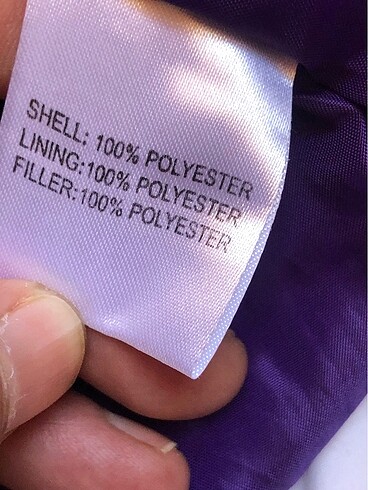 SHELL: 100% POLYESTER
LINING:100% POLYESTER
FILLER:100% POLYESTER